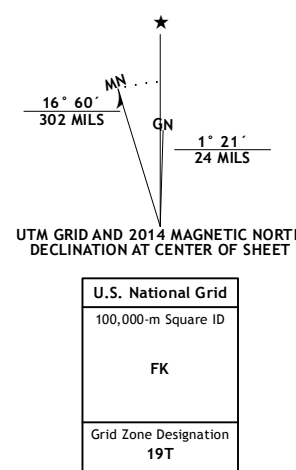 ★
MN
16° 60´
302 MILS
GN
1° 21´
24 MILS
UTM GRID AND 2014 MAGNETIC NORTH
DECLINATION AT CENTER OF SHEET
U.S. National Grid
100,000-m Square ID
FK
Grid Zone Designation
19T